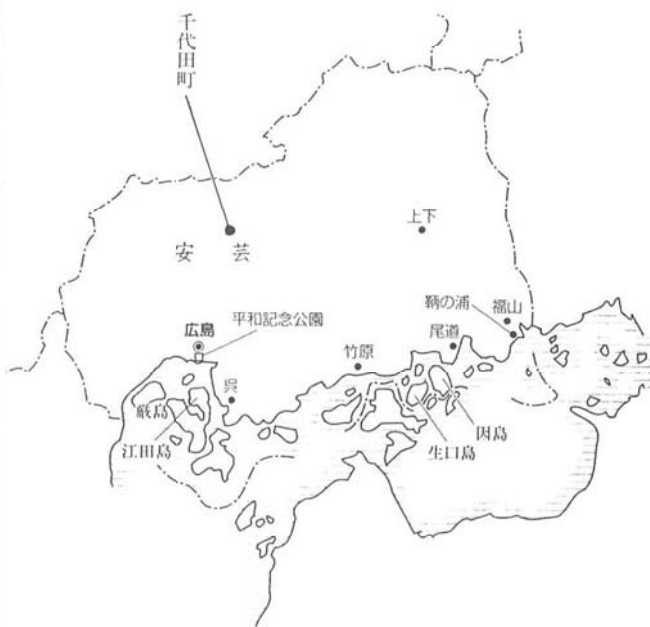 千代田町
安芸
上下
鞆の浦
福山
広島
平和記念公園
尾道
竹原
呉
厳島
江田島
因島
生口島